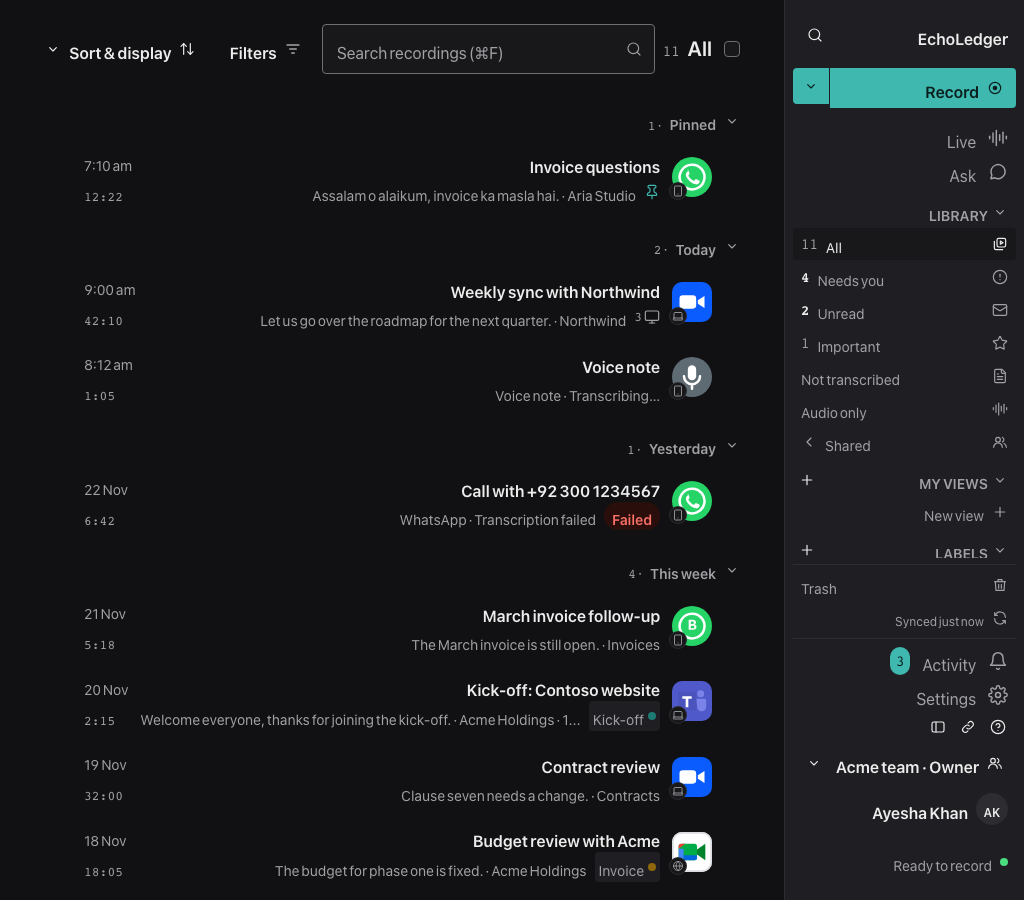 EchoLedger
Record
Live
Ask
LIBRARY
All 11
Needs you 4
Unread 2
Important 1
Not transcribed
Audio only
Shared
MY VIEWS
New view
LABELS
Trash
Synced just now
Activity 3
Settings
Acme team · Owner
AK Ayesha Khan
Ready to record
All 11
Search recordings (⌘F)
Filters
Sort & display
Pinned · 1
Invoice questions
7:10 am
Assalam o alaikum, invoice ka masla hai. · Aria Studio
12:22
Today · 2
Weekly sync with Northwind
9:00 am
3
Let us go over the roadmap for the next quarter. · Northwind
42:10
Voice note
8:12 am
Voice note · Transcribing…
1:05
Yesterday · 1
Call with +92 300 1234567
22 Nov
Failed
WhatsApp · Transcription failed
6:42
This week · 4
B
March invoice follow-up
21 Nov
The March invoice is still open. · Invoices
5:18
T
Kick-off: Contoso website
20 Nov
Kick-off
Welcome everyone, thanks for joining the kick-off. · Acme Holdings · 1…
2:15
Contract review
19 Nov
Clause seven needs a change. · Contracts
32:00
Budget review with Acme
18 Nov
Invoice
The budget for phase one is fixed. · Acme Holdings
18:05